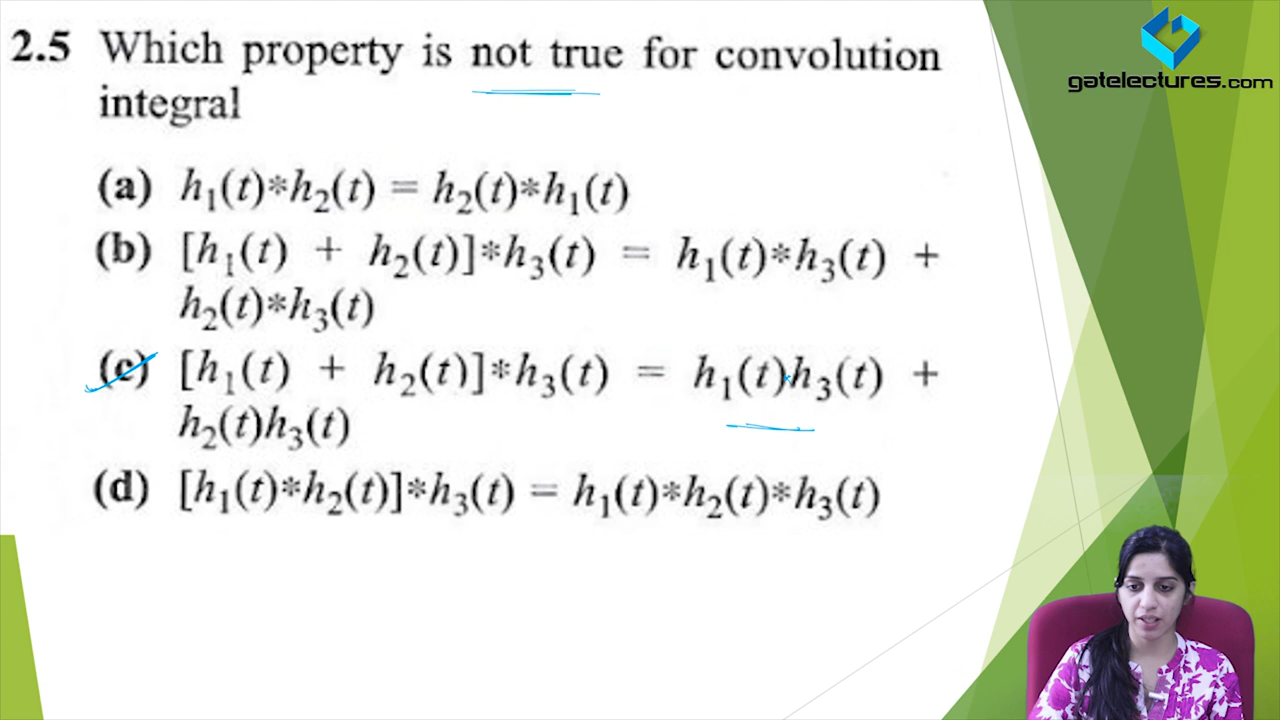 gatelectures.com
2.5 Which property is not true for convolution
integral
(a) h₁(t)*h₂(t) = h₂(t)*h₁(t)
(b) [h₁(t) + h₂(t)]*h₃(t) = h₁(t)*h₃(t) +
h₂(t)*h₃(t)
(c) [h₁(t) + h₂(t)]*h₃(t) = h₁(t)h₃(t) +
h₂(t)h₃(t)
(d) [h₁(t)*h₂(t)]*h₃(t) = h₁(t)*h₂(t)*h₃(t)